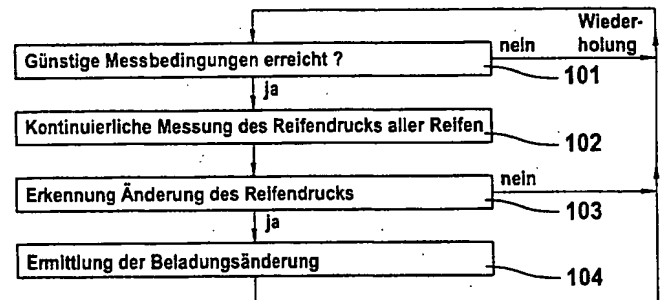 Wieder-
holung
nein
Günstige Messbedingungen erreicht ?
101
ja
Kontinuierliche Messung des Reifendrucks aller Reifen
102
nein
Erkennung Änderung des Reifendrucks
103
ja
Ermittlung der Beladungsänderung
104